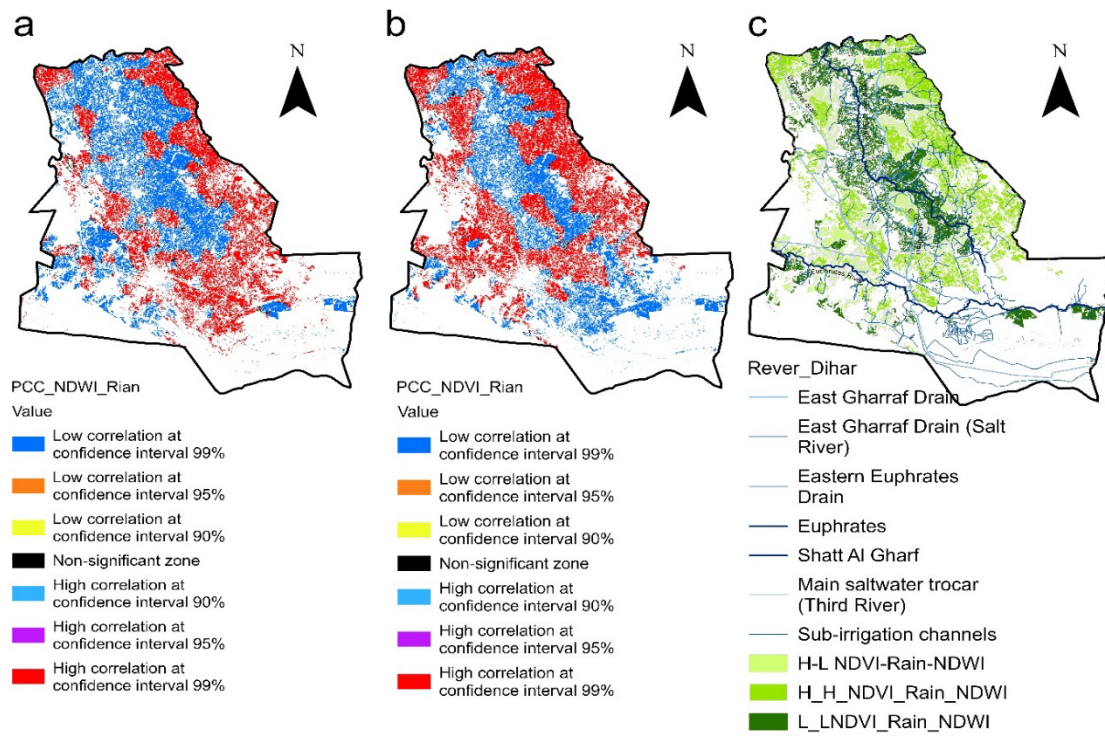 a
b
c
N
N
N
Euphrates R
PCC_NDWI_Rian
Value
Low correlation at
confidence interval 99%
Low correlation at
confidence interval 95%
Low correlation at
confidence interval 90%
Non-significant zone
High correlation at
confidence interval 90%
High correlation at
confidence interval 95%
High correlation at
confidence interval 99%
PCC_NDVI_Rian
Value
Low correlation at
confidence interval 99%
Low correlation at
confidence interval 95%
Low correlation at
confidence interval 90%
Non-significant zone
High correlation at
confidence interval 90%
High correlation at
confidence interval 95%
High correlation at
confidence interval 99%
Rever_Dihar
East Gharraf Drain
East Gharraf Drain (Salt
River)
Eastern Euphrates
Drain
Euphrates
Shatt Al Gharf
Main saltwater trocar
(Third River)
Sub-irrigation channels
H-L NDVI-Rain-NDWI
H_H_NDVI_Rain_NDWI
L_LNDVI_Rain_NDWI